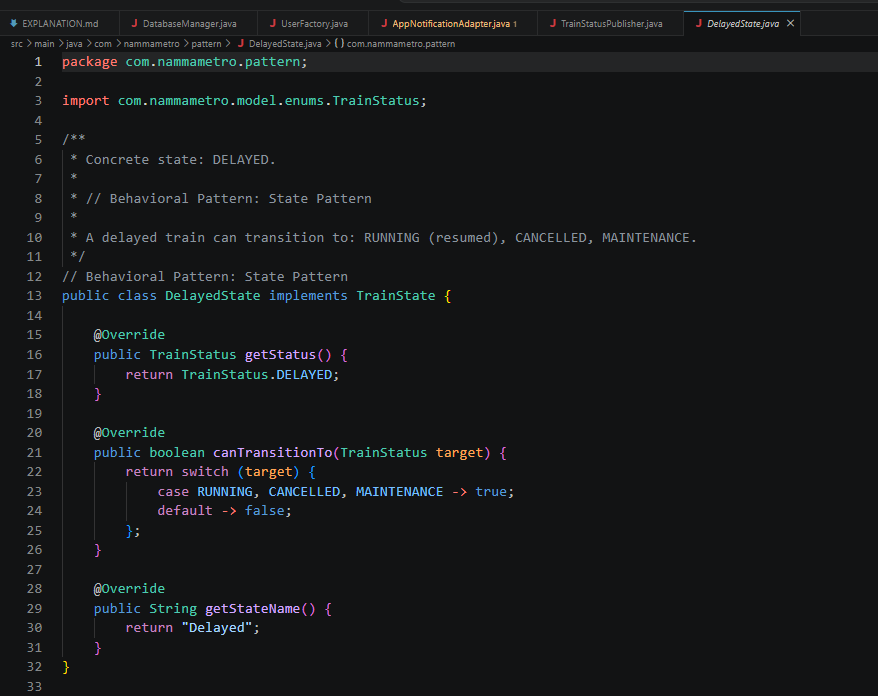 EXPLANATION.md J DatabaseManager.java J UserFactory.java J AppNotificationAdapter.java 1 J TrainStatusPublisher.java J DelayedState.java ✕
src > main > java > com > nammametro > pattern > J DelayedState.java > {} com.nammametro.pattern
1 package com.nammametro.pattern;
2
3 import com.nammametro.model.enums.TrainStatus;
4
5 /**
6  * Concrete state: DELAYED.
7  *
8  * // Behavioral Pattern: State Pattern
9  *
10  * A delayed train can transition to: RUNNING (resumed), CANCELLED, MAINTENANCE.
11  */
12 // Behavioral Pattern: State Pattern
13 public class DelayedState implements TrainState {
14
15     @Override
16     public TrainStatus getStatus() {
17         return TrainStatus.DELAYED;
18     }
19
20     @Override
21     public boolean canTransitionTo(TrainStatus target) {
22         return switch (target) {
23             case RUNNING, CANCELLED, MAINTENANCE -> true;
24             default -> false;
25         };
26     }
27
28     @Override
29     public String getStateName() {
30         return "Delayed";
31     }
32 }
33